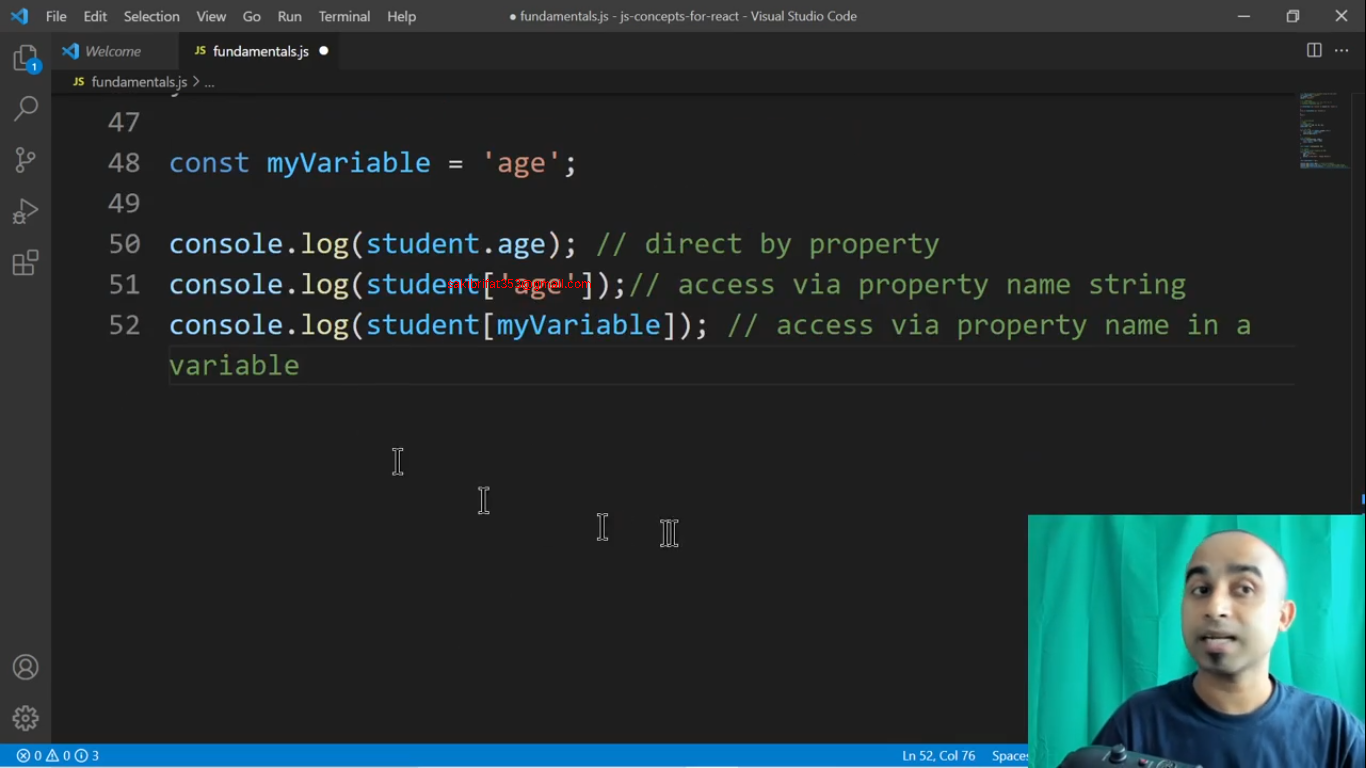 File Edit Selection View Go Run Terminal Help
● fundamentals.js - js-concepts-for-react - Visual Studio Code
Welcome
JS fundamentals.js ●
JS fundamentals.js > ...
47
48 const myVariable = 'age';
49
50 console.log(student.age); // direct by property
51 console.log(student['age']);// access via property name string
52 console.log(student[myVariable]); // access via property name in a
variable
1
0 0 3
Ln 52, Col 76
Spaces